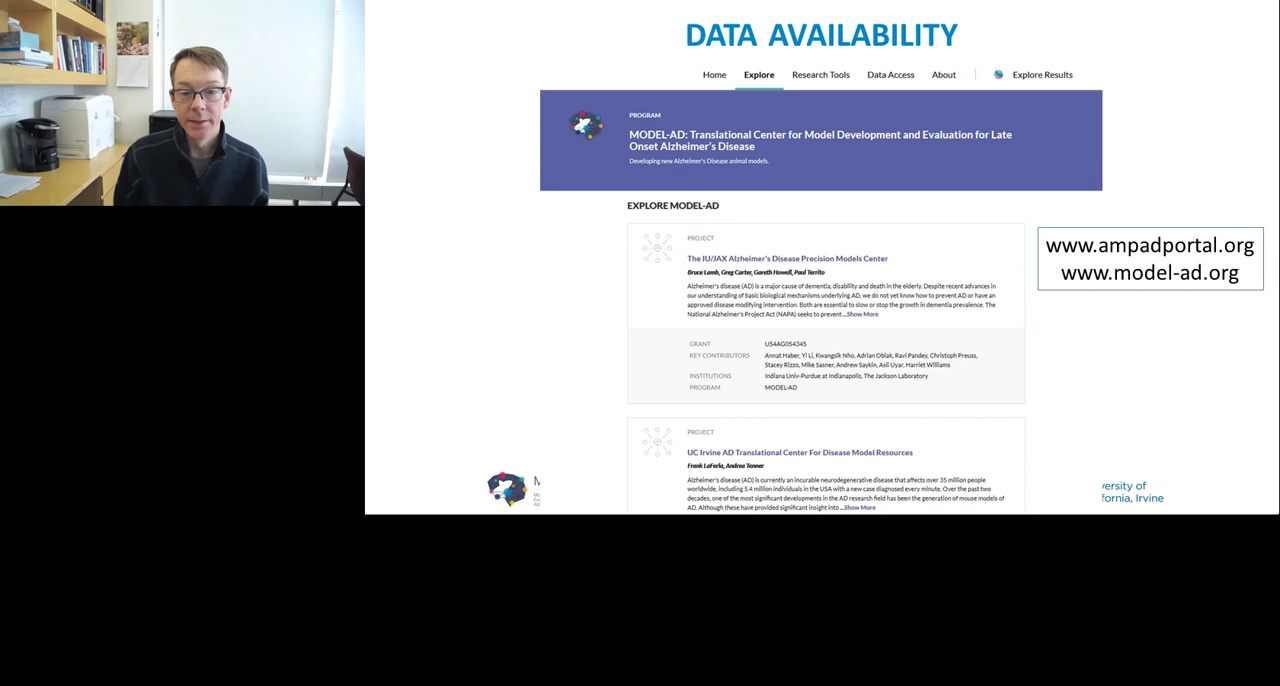 DATA AVAILABILITY
Home Explore Research Tools Data Access About Explore Results
PROGRAM
MODEL-AD: Translational Center for Model Development and Evaluation for Late
Onset Alzheimer's Disease
Developing new Alzheimer's Disease animal models.
EXPLORE MODEL-AD
PROJECT
The IU/JAX Alzheimer's Disease Precision Models Center
Bruce Lamb, Greg Carter, Gareth Howell, Paul Territo
Alzheimer's disease (AD) is a major cause of dementia, disability and death in the elderly. Despite recent advances in
our understanding of basic biological mechanisms underlying AD, we do not yet know how to prevent AD or have an
approved disease modifying intervention. Both are essential to slow or stop the growth in dementia prevalence. The
National Alzheimer's Project Act (NAPA) seeks to prevent ...Show More
GRANT U54AG054345
KEY CONTRIBUTORS Annat Haber, Yi Li, Kwangsik Nho, Adrian Oblak, Ravi Pandey, Christoph Preuss,
Stacey Rizzo, Mike Sasner, Andrew Saykin, Asli Uyar, Harriet Williams
INSTITUTIONS Indiana Univ-Purdue at Indianapolis, The Jackson Laboratory
PROGRAM MODEL-AD
www.ampadportal.org
www.model-ad.org
PROJECT
UC Irvine AD Translational Center For Disease Model Resources
Frank LaFerla, Andrea Tenner
Alzheimer's disease (AD) is currently an incurable neurodegenerative disease that affects over 35 million people
worldwide, including 5.4 million individuals in the USA with a new case diagnosed every minute. Over the past two
decades, one of the most significant developments in the AD research field has been the generation of mouse models of
AD. Although these have provided significant insight into ...Show More
versity of
fornia, Irvine